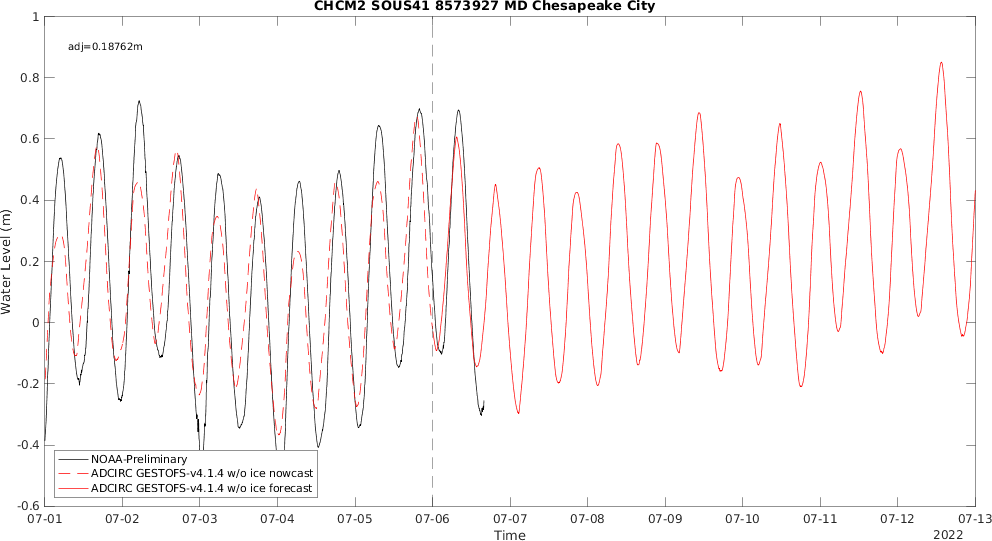 CHCM2 SOUS41 8573927 MD Chesapeake City
adj=0.18762m
1
0.8
0.6
0.4
0.2
0
-0.2
-0.4
-0.6
Water Level (m)
NOAA-Preliminary
ADCIRC GESTOFS-v4.1.4 w/o ice nowcast
ADCIRC GESTOFS-v4.1.4 w/o ice forecast
07-01 07-02 07-03 07-04 07-05 07-06 07-07 07-08 07-09 07-10 07-11 07-12 07-13
Time
2022